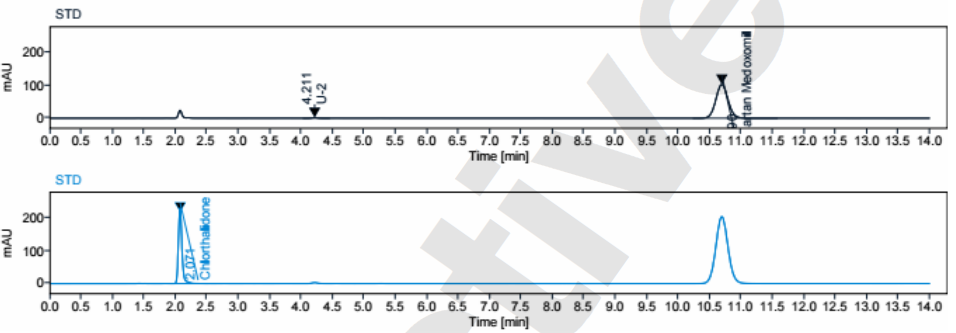 STD
mAU
200
100
0
4.211
U-2
artan Medoxomil
0.0 0.5 1.0 1.5 2.0 2.5 3.0 3.5 4.0 4.5 5.0 5.5 6.0 6.5 7.0 7.5 8.0 8.5 9.0 9.5 10.0 10.5 11.0 11.5 12.0 12.5 13.0 13.5 14.0
Time [min]
STD
mAU
200
100
0
2.071
Chlorthalidone
0.0 0.5 1.0 1.5 2.0 2.5 3.0 3.5 4.0 4.5 5.0 5.5 6.0 6.5 7.0 7.5 8.0 8.5 9.0 9.5 10.0 10.5 11.0 11.5 12.0 12.5 13.0 13.5 14.0
Time [min]
tive